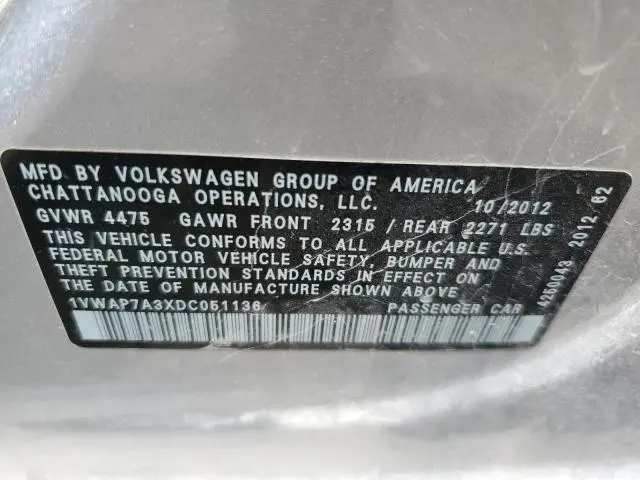 MFD BY VOLKSWAGEN GROUP OF AMERICA
CHATTANOOGA OPERATIONS, LLC. 10/2012
GVWR 4475 GAWR FRONT 2315 / REAR 2271 LBS
THIS VEHICLE CONFORMS TO ALL APPLICABLE U.S.
FEDERAL MOTOR VEHICLE SAFETY, BUMPER AND
THEFT PREVENTION STANDARDS IN EFFECT ON
THE DATE OF MANUFACTURE SHOWN ABOVE
1VWAP7A3XDC051136 PASSENGER CAR
A250043 2012 62